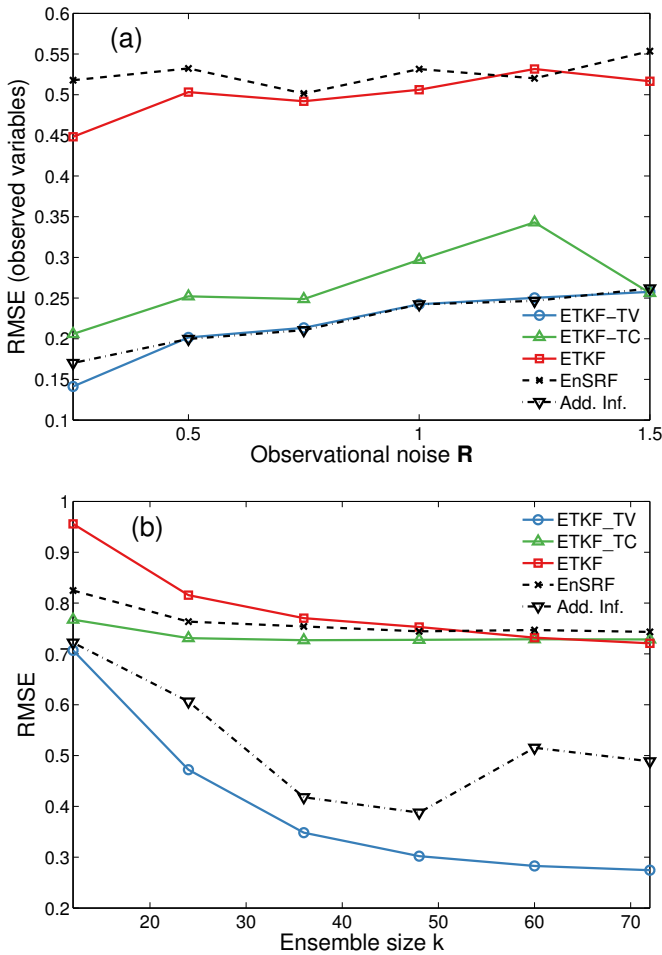 0.6
(a)
0.55
0.5
0.45
0.4
0.35
0.3
0.25
0.2
0.15
0.1
RMSE (observed variables)
ETKF-TV
ETKF-TC
ETKF
EnSRF
Add. Inf.
0.5
1
1.5
Observational noise R
1
(b)
0.9
0.8
0.7
0.6
0.5
0.4
0.3
0.2
RMSE
ETKF_TV
ETKF_TC
ETKF
EnSRF
Add. Inf.
20
30
40
50
60
70
Ensemble size k